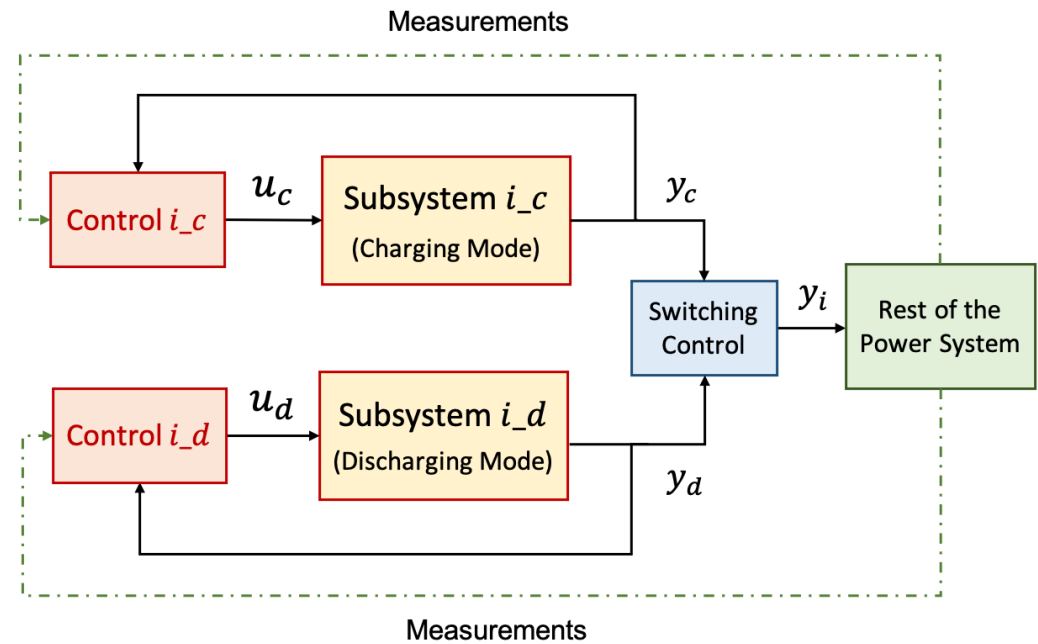 Measurements
Control i_c
u_c
Subsystem i_c
(Charging Mode)
y_c
Switching
Control
y_i
Rest of the
Power System
Control i_d
u_d
Subsystem i_d
(Discharging Mode)
y_d
Measurements